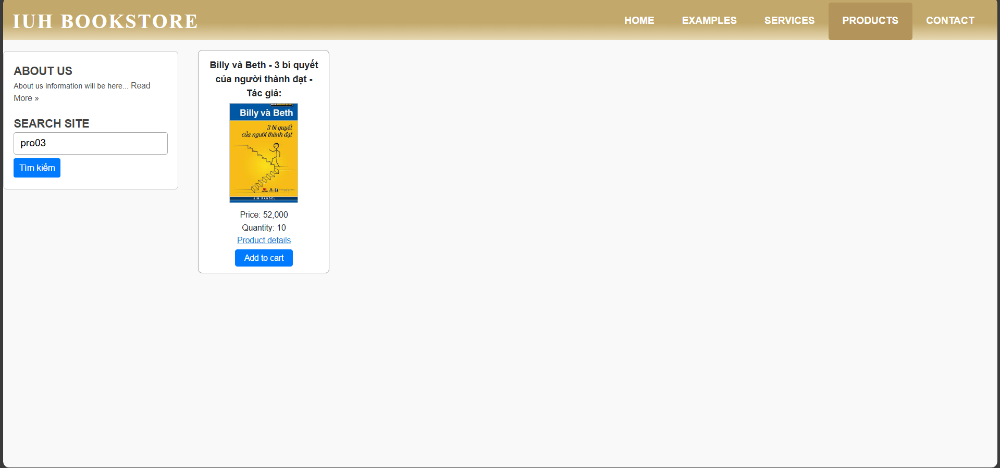 IUH BOOKSTORE
HOME
EXAMPLES
SERVICES
PRODUCTS
CONTACT
ABOUT US
About us information will be here... Read
More »
SEARCH SITE
pro03
Tìm kiếm
Billy và Beth - 3 bí quyết
của người thành đạt -
Tác giả:
Billy và Beth
3 bí quyết
của người thành đạt
JIM RANDEL
Price: 52,000
Quantity: 10
Product details
Add to cart